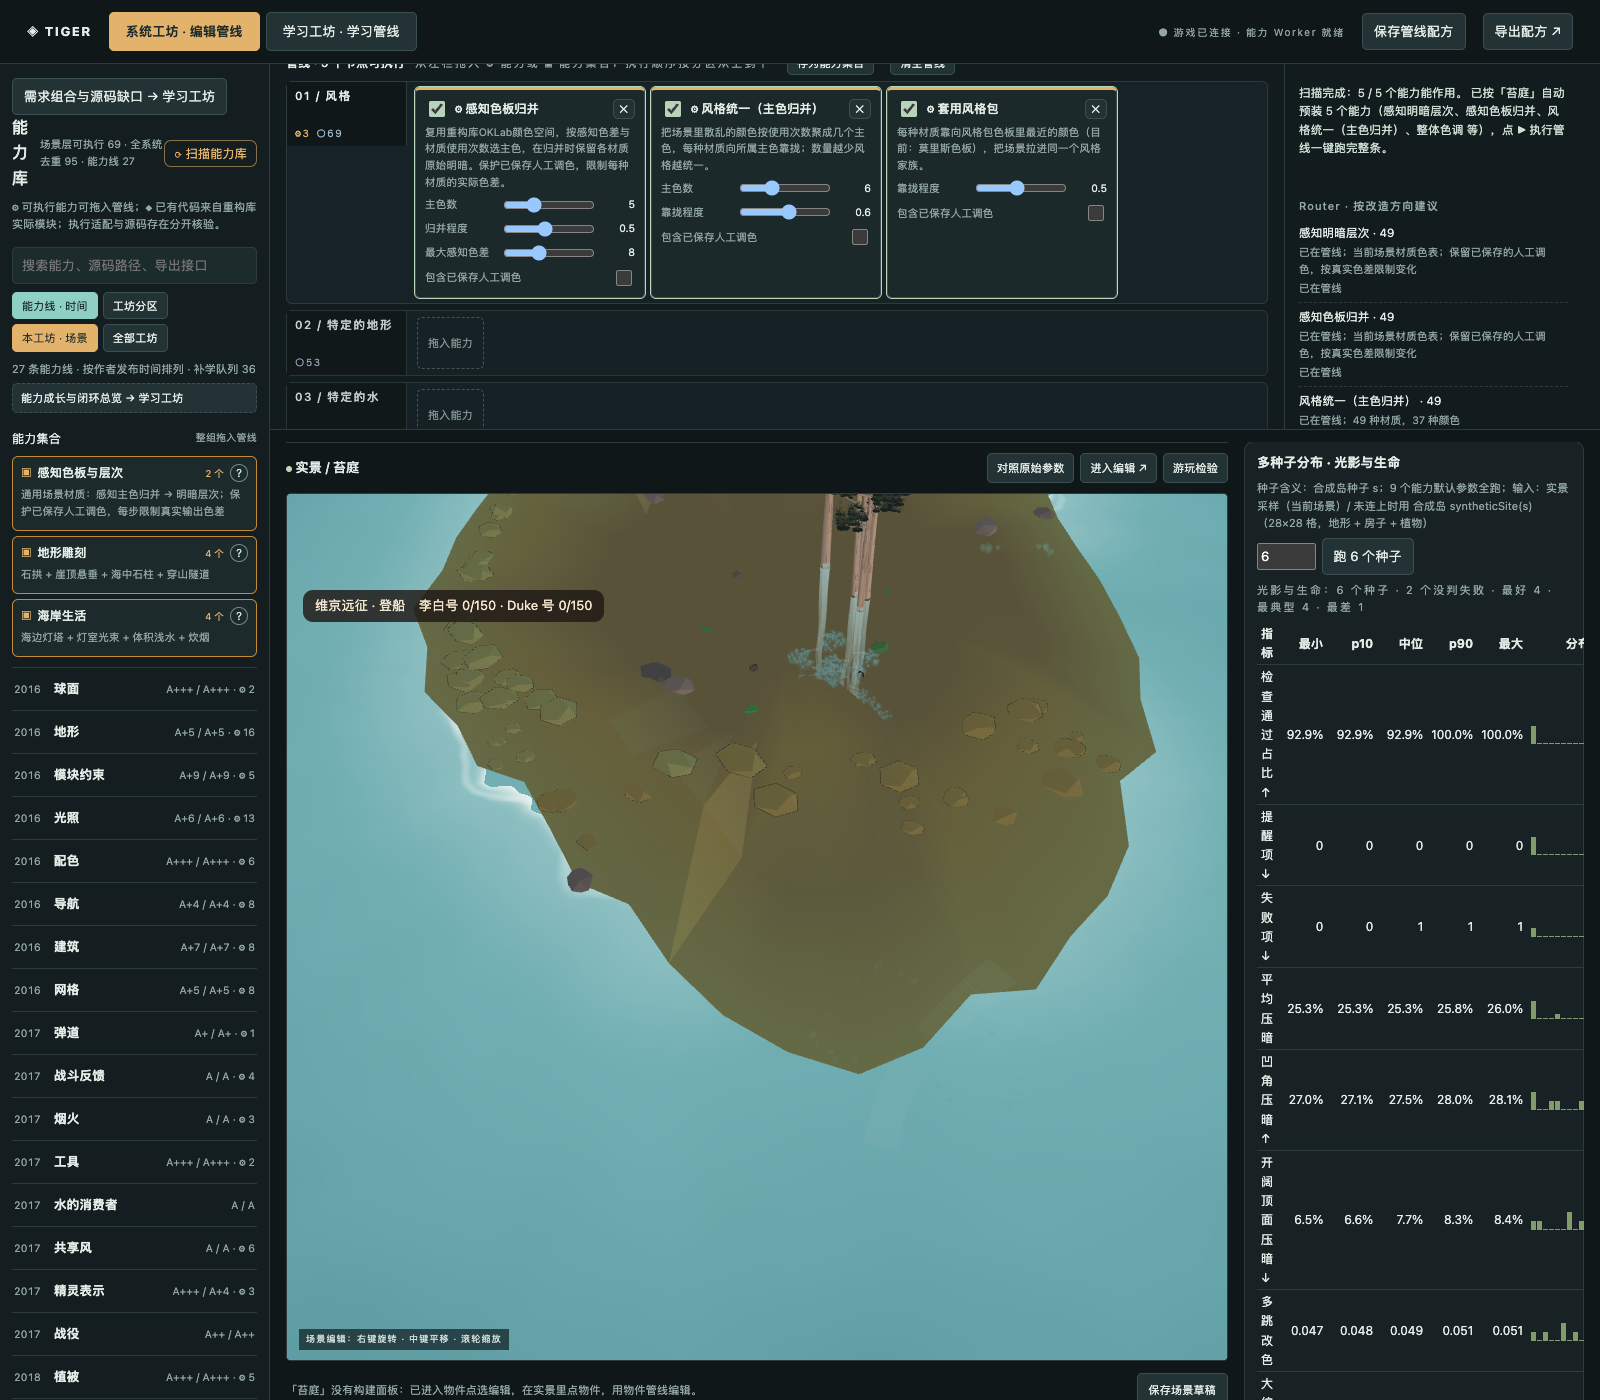 ◈ TIGER
系统工坊 · 编辑管线
学习工坊 · 学习管线
游戏已连接 · 能力 Worker 就绪
保存管线配方
导出配方 ↗
需求组合与源码缺口 → 学习工坊
能力库
场景层可执行 69 · 全系统去重 95 · 能力线 27
⟳ 扫描能力库
⚙ 可执行能力可拖入管线；◆ 已有代码来自重构库
实际模块；执行适配与源码存在分开核验。
搜索能力、源码路径、导出接口
能力线 · 时间
工坊分区
本工坊 · 场景
全部工坊
27 条能力线 · 按作者发布时间排列 · 补学队列 36
能力成长与闭环总览 → 学习工坊
能力集合
整组拖入管线
▣ 感知色板与层次 2 个 ?
通用场景材质：感知主色归并 → 明暗层次；保
护已保存人工调色，每步限制真实输出色差
▣ 地形雕刻 4 个 ?
石拱 + 崖顶悬垂 + 海中石柱 + 穿山隧道
▣ 海岸生活 4 个 ?
海边灯塔 + 灯室光束 + 体积浅水 + 炊烟
2016 球面 A+++ / A+++ · ⚙ 2
2016 地形 A+5 / A+5 · ⚙ 16
2016 模块约束 A+9 / A+9 · ⚙ 5
2016 光照 A+6 / A+6 · ⚙ 13
2016 配色 A+++ / A+++ · ⚙ 6
2016 导航 A+4 / A+4 · ⚙ 8
2016 建筑 A+7 / A+7 · ⚙ 8
2016 网格 A+5 / A+5 · ⚙ 8
2017 弹道 A+ / A+ · ⚙ 1
2017 战斗反馈 A / A · ⚙ 4
2017 烟火 A / A · ⚙ 3
2017 工具 A+++ / A+++ · ⚙ 2
2017 水的消费者 A / A
2017 共享风 A / A · ⚙ 6
2017 精灵表示 A+++ / A+4 · ⚙ 3
2017 战役 A++ / A++
2018 植被 A+++ / A+++ · ⚙ 5
01 / 风格
⚙3 ⬡69
⚙ 感知色板归并 ✕
复用重构库OKLab颜色空间，按感知色差与
材质使用次数选主色，在归并时保留各材质
原始明暗。保护已保存人工调色，限制每种
材质的实际色差。
主色数 5
归并程度 0.5
最大感知色差 8
包含已保存人工调色
⚙ 风格统一（主色归并） ✕
把场景里散乱的颜色按使用次数聚成几个主
色，每种材质向所属主色靠拢；数量越少风
格越统一。
主色数 6
靠拢程度 0.6
包含已保存人工调色
⚙ 套用风格包 ✕
每种材质靠向风格包色板里最近的颜色（目
前：莫里斯色板），把场景拉进同一个风格
家族。
靠拢程度 0.5
包含已保存人工调色
02 / 特定的地形
⬡53
拖入能力
03 / 特定的水
拖入能力
扫描完成：5 / 5 个能力能作用。 已按「苔庭」自动
预装 5 个能力（感知明暗层次、感知色板归并、风
格统一（主色归并）、整体色调 等），点 ▶ 执行管
线一键跑完整条。
Router · 按改造方向建议
感知明暗层次 · 49
已在管线；当前场景材质色表；保留已保存的人工调
色，按真实色差限制变化
已在管线
感知色板归并 · 49
已在管线；当前场景材质色表；保留已保存的人工调
色，按真实色差限制变化
已在管线
风格统一（主色归并） · 49
已在管线；49 种材质，37 种颜色
实景 / 苔庭
对照原始参数
进入编辑 ↗
游玩检验
维京远征 · 登船 李白号 0/150 · Duke 号 0/150
场景编辑：右键旋转 · 中键平移 · 滚轮缩放
「苔庭」没有构建面板：已进入物件点选编辑，在实景里点物件，用物件管线编辑。
保存场景草稿
多种子分布 · 光影与生命
种子含义：合成岛种子 s；9 个能力默认参数全跑；输入：实景
采样（当前场景）/ 未连上时用 合成岛 syntheticSite(s)
（28×28 格，地形 + 房子 + 植物）
6
跑 6 个种子
光影与生命：6 个种子 · 2 个没判失败 · 最好 4 ·
最典型 4 · 最差 1
指标 最小 p10 中位 p90 最大 分布
检查通过占比 ↑ 92.9% 92.9% 92.9% 100.0% 100.0%
提醒项 ↓ 0 0 0 0 0
失败项 ↓ 0 0 1 1 1
平均压暗 25.3% 25.3% 25.3% 25.8% 26.0%
凹角压暗 ↑ 27.0% 27.1% 27.5% 28.0% 28.1%
开阔顶面压暗 ↓ 6.5% 6.6% 7.7% 8.3% 8.4%
多跳改色 0.047 0.048 0.049 0.051 0.051